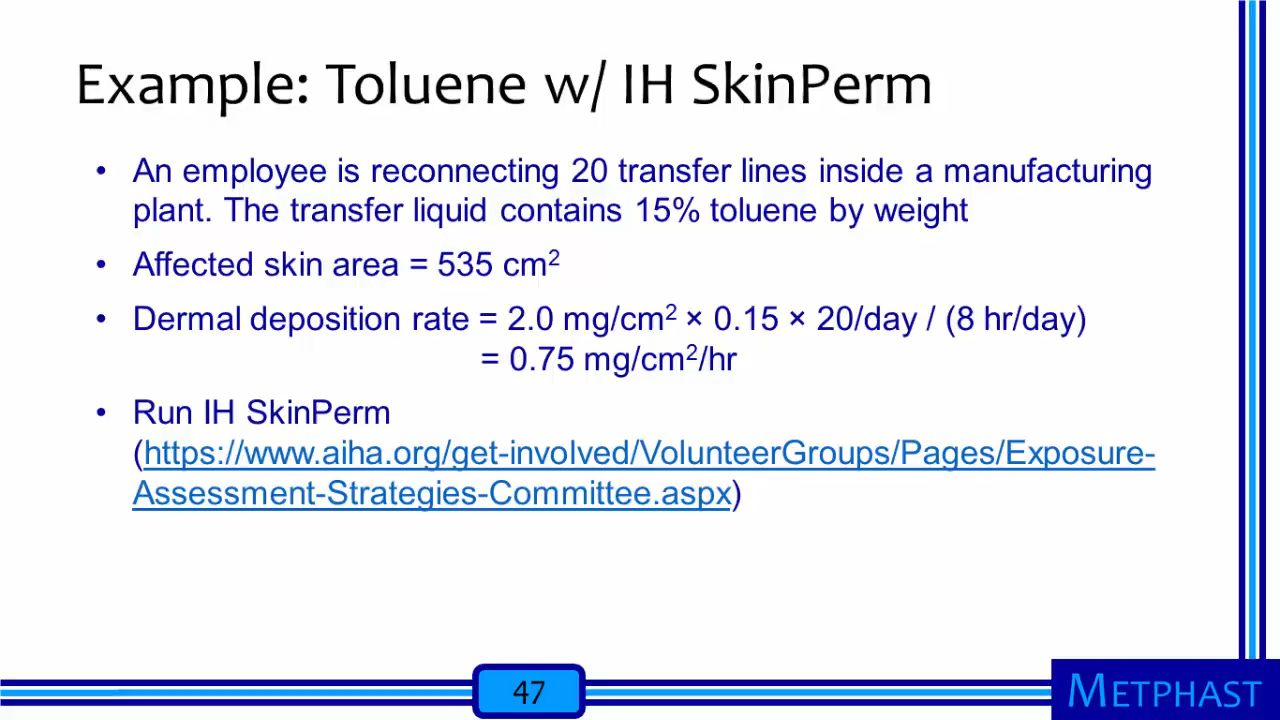 Example: Toluene w/ IH SkinPerm
• An employee is reconnecting 20 transfer lines inside a manufacturing
plant. The transfer liquid contains 15% toluene by weight
• Affected skin area = 535 cm²
• Dermal deposition rate = 2.0 mg/cm² × 0.15 × 20/day / (8 hr/day)
= 0.75 mg/cm²/hr
• Run IH SkinPerm
(https://www.aiha.org/get-involved/VolunteerGroups/Pages/Exposure-
Assessment-Strategies-Committee.aspx)
47
METPHAST